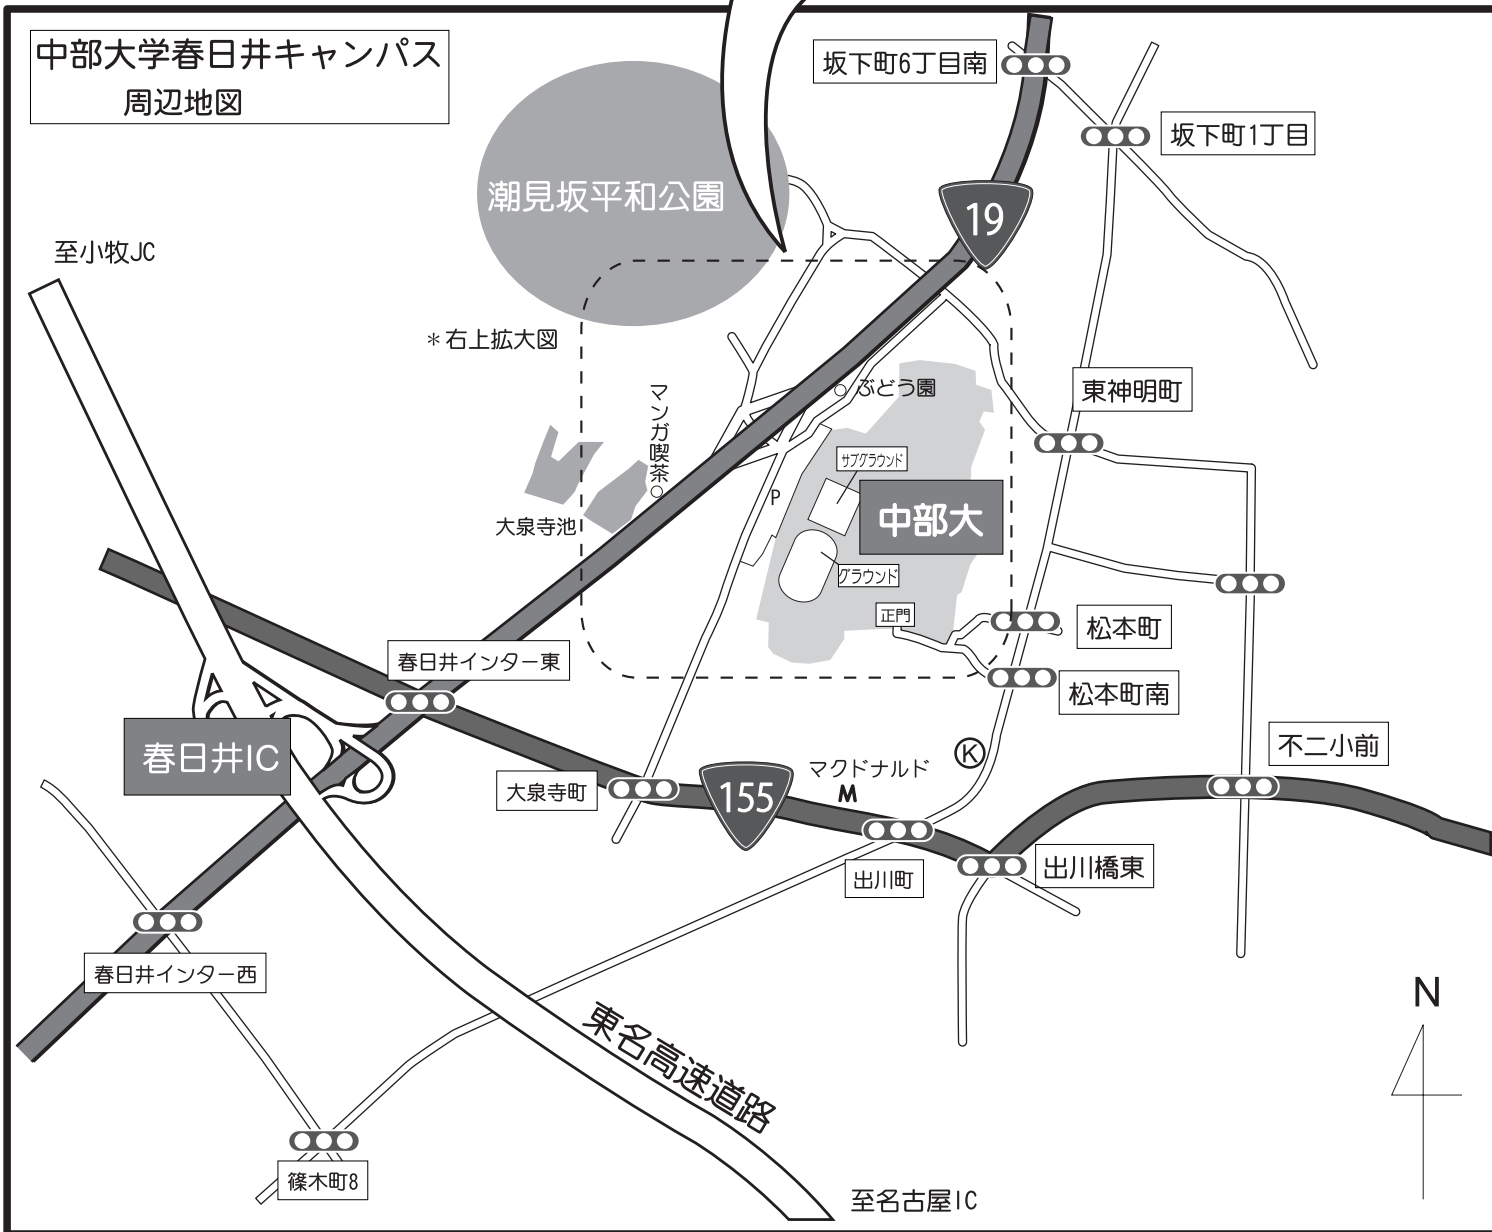 中部大学春日井キャンパス
周辺地図
坂下町6丁目南
坂下町1丁目
潮見坂平和公園
19
至小牧JC
＊右上拡大図
マンガ喫茶
ぶどう園
東神明町
サブグラウンド
P
中部大
大泉寺池
グラウンド
正門
松本町
春日井インター東
松本町南
春日井IC
不二小前
K
マクドナルド
M
大泉寺町
155
出川町
出川橋東
春日井インター西
N
東名高速道路
篠木町8
至名古屋IC